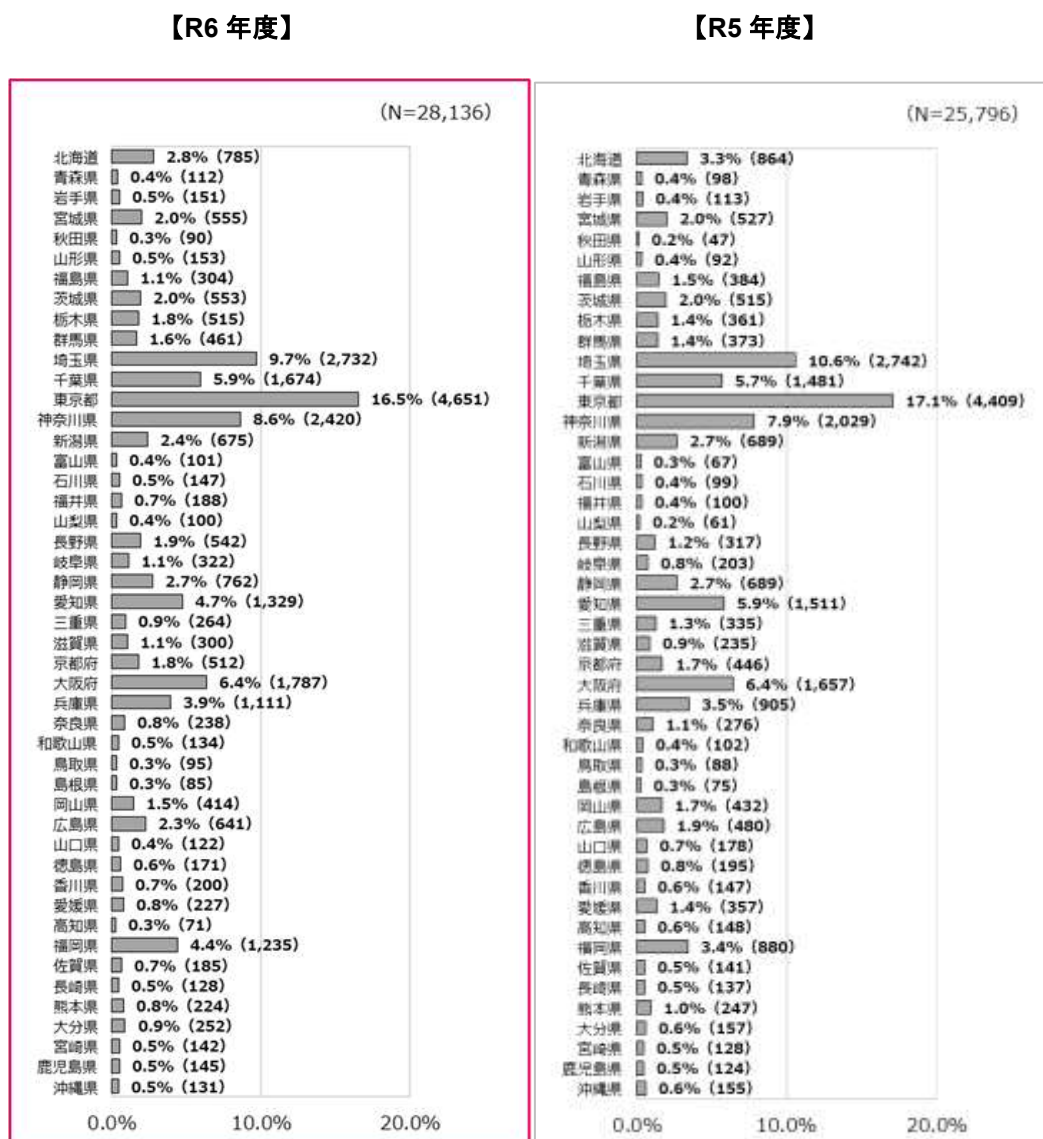 【R6 年度】
(N=28,136)
北海道 2.8% (785)
青森県 0.4% (112)
岩手県 0.5% (151)
宮城県 2.0% (555)
秋田県 0.3% (90)
山形県 0.5% (153)
福島県 1.1% (304)
茨城県 2.0% (553)
栃木県 1.8% (515)
群馬県 1.6% (461)
埼玉県 9.7% (2,732)
千葉県 5.9% (1,674)
東京都 16.5% (4,651)
神奈川県 8.6% (2,420)
新潟県 2.4% (675)
富山県 0.4% (101)
石川県 0.5% (147)
福井県 0.7% (188)
山梨県 0.4% (100)
長野県 1.9% (542)
岐阜県 1.1% (322)
静岡県 2.7% (762)
愛知県 4.7% (1,329)
三重県 0.9% (264)
滋賀県 1.1% (300)
京都府 1.8% (512)
大阪府 6.4% (1,787)
兵庫県 3.9% (1,111)
奈良県 0.8% (238)
和歌山県 0.5% (134)
鳥取県 0.3% (95)
島根県 0.3% (85)
岡山県 1.5% (414)
広島県 2.3% (641)
山口県 0.4% (122)
徳島県 0.6% (171)
香川県 0.7% (200)
愛媛県 0.8% (227)
高知県 0.3% (71)
福岡県 4.4% (1,235)
佐賀県 0.7% (185)
長崎県 0.5% (128)
熊本県 0.8% (224)
大分県 0.9% (252)
宮崎県 0.5% (142)
鹿児島県 0.5% (145)
沖縄県 0.5% (131)
0.0% 10.0% 20.0%
【R5 年度】
(N=25,796)
北海道 3.3% (864)
青森県 0.4% (98)
岩手県 0.4% (113)
宮城県 2.0% (527)
秋田県 0.2% (47)
山形県 0.4% (92)
福島県 1.5% (384)
茨城県 2.0% (515)
栃木県 1.4% (361)
群馬県 1.4% (373)
埼玉県 10.6% (2,742)
千葉県 5.7% (1,481)
東京都 17.1% (4,409)
神奈川県 7.9% (2,029)
新潟県 2.7% (689)
富山県 0.3% (67)
石川県 0.4% (99)
福井県 0.4% (100)
山梨県 0.2% (61)
長野県 1.2% (317)
岐阜県 0.8% (203)
静岡県 2.7% (689)
愛知県 5.9% (1,511)
三重県 1.3% (335)
滋賀県 0.9% (235)
京都府 1.7% (446)
大阪府 6.4% (1,657)
兵庫県 3.5% (905)
奈良県 1.1% (276)
和歌山県 0.4% (102)
鳥取県 0.3% (88)
島根県 0.3% (75)
岡山県 1.7% (432)
広島県 1.9% (480)
山口県 0.7% (178)
徳島県 0.8% (195)
香川県 0.6% (147)
愛媛県 1.4% (357)
高知県 0.6% (148)
福岡県 3.4% (880)
佐賀県 0.5% (141)
長崎県 0.5% (137)
熊本県 1.0% (247)
大分県 0.6% (157)
宮崎県 0.5% (128)
鹿児島県 0.5% (124)
沖縄県 0.6% (155)
0.0% 10.0% 20.0%